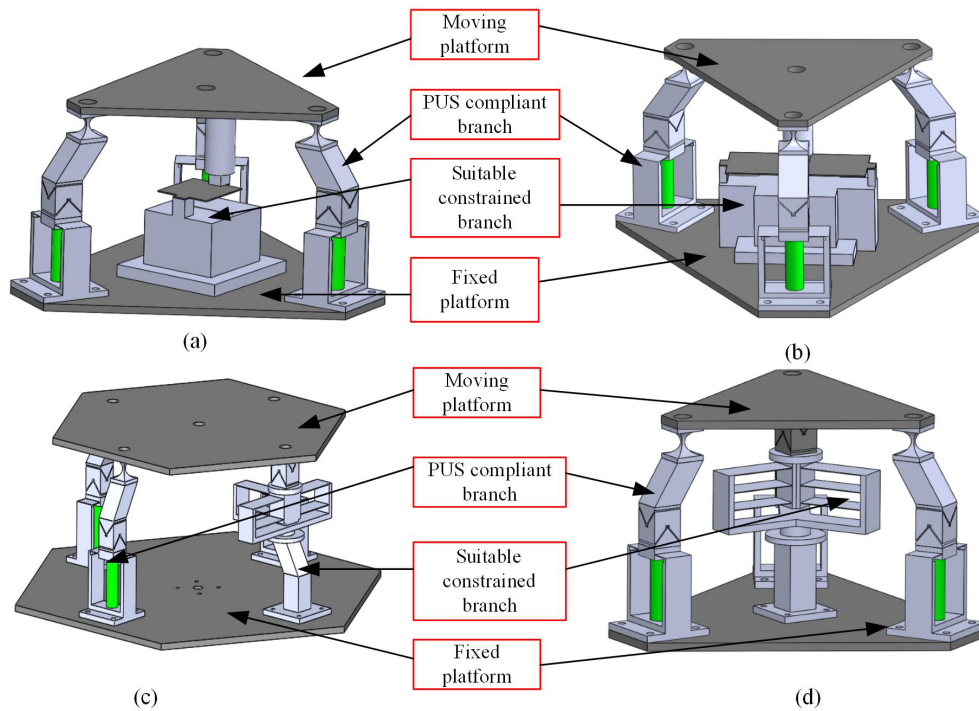 Moving
platform
PUS compliant
branch
Suitable
constrained
branch
Fixed
platform
(a)
(b)
Moving
platform
PUS compliant
branch
Suitable
constrained
branch
Fixed
platform
(c)
(d)